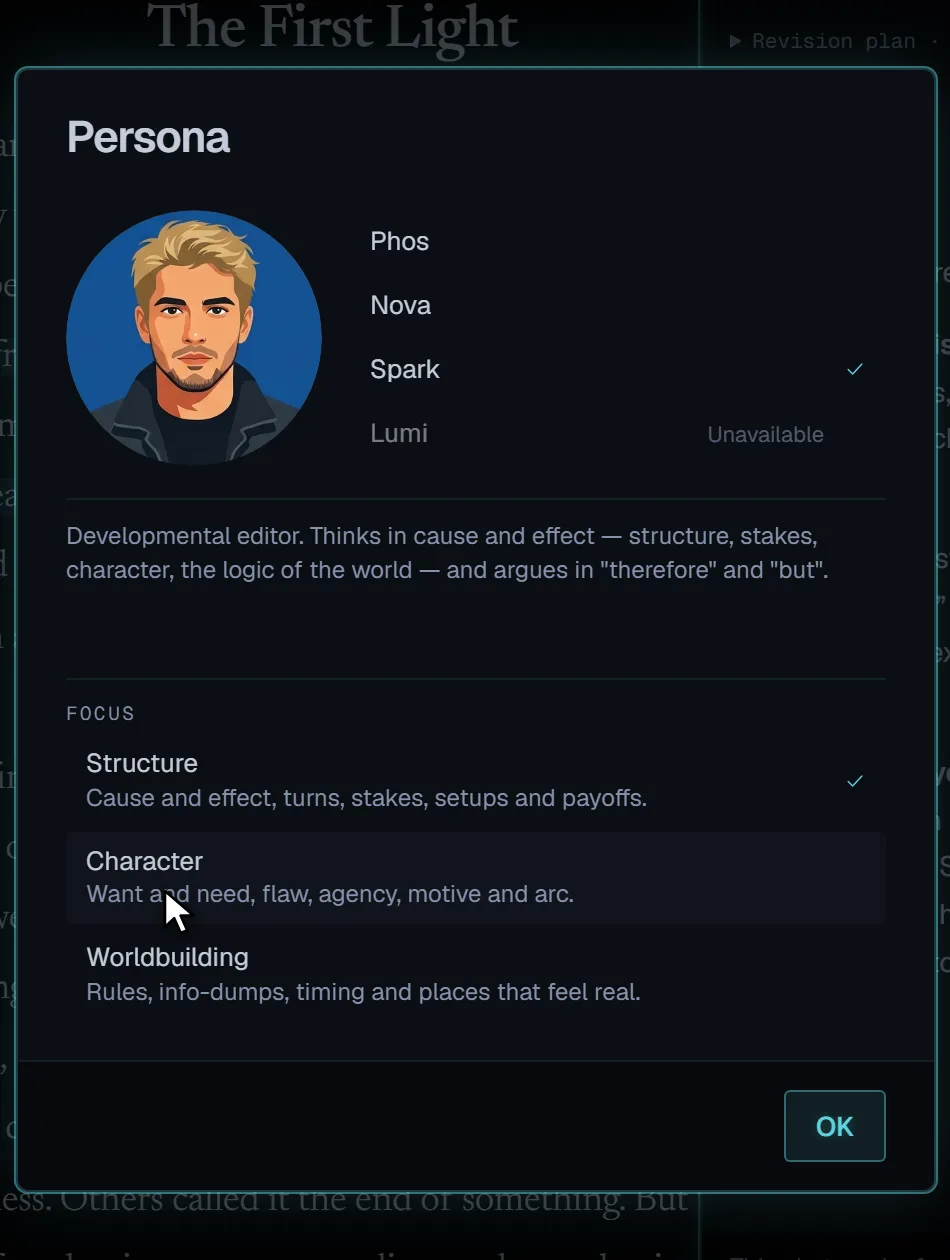 The First Light
▶ Revision plan ·
Persona
Phos
Nova
Spark
Lumi
Unavailable
Developmental editor. Thinks in cause and effect — structure, stakes,
character, the logic of the world — and argues in "therefore" and "but".
FOCUS
Structure
Cause and effect, turns, stakes, setups and payoffs.
Character
Want and need, flaw, agency, motive and arc.
Worldbuilding
Rules, info-dumps, timing and places that feel real.
OK
ess. Others called it the end of something. But